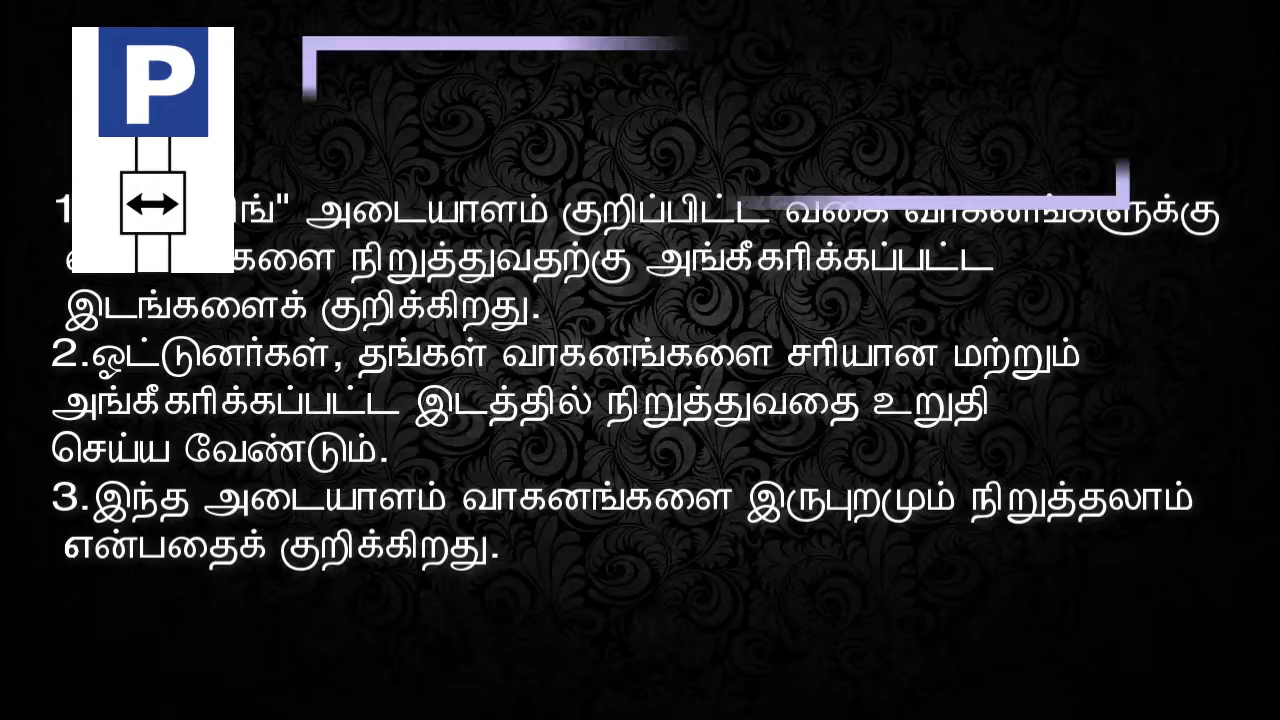 P
அடையாளம் குறிப்பிட்ட வகை வாகனங்களுக்கு
நிறுத்துவதற்கு அங்கீகரிக்கப்பட்ட
இடங்களைக் குறிக்கிறது.
2.ஓட்டுனர்கள், தங்கள் வாகனங்களை சரியான மற்றும்
அங்கீகரிக்கப்பட்ட இடத்தில் நிறுத்துவதை உறுதி
செய்ய வேண்டும்.
3.இந்த அடையாளம் வாகனங்களை இருபுறமும் நிறுத்தலாம்
என்பதைக் குறிக்கிறது.